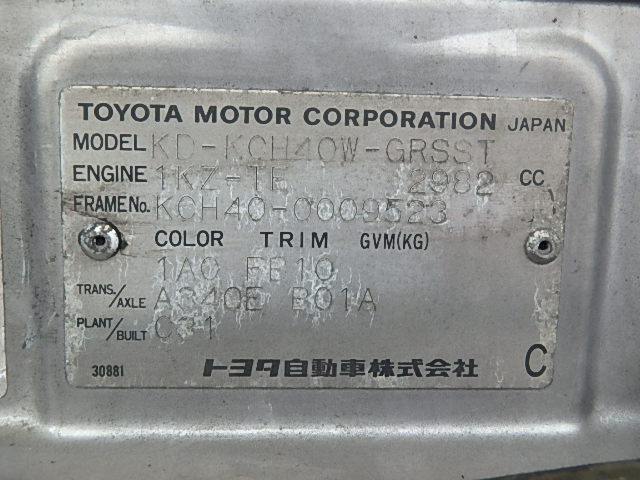 TOYOTA MOTOR CORPORATION JAPAN
MODEL KD-KCH40W-GRSST
ENGINE 1KZ-TE 2982 CC
FRAME No. KCH40-0009523
COLOR TRIM GVM(KG)
1A0
TRANS./AXLE A340E B01A
PLANT/BUILT
30881 トヨタ自動車株式会社 C